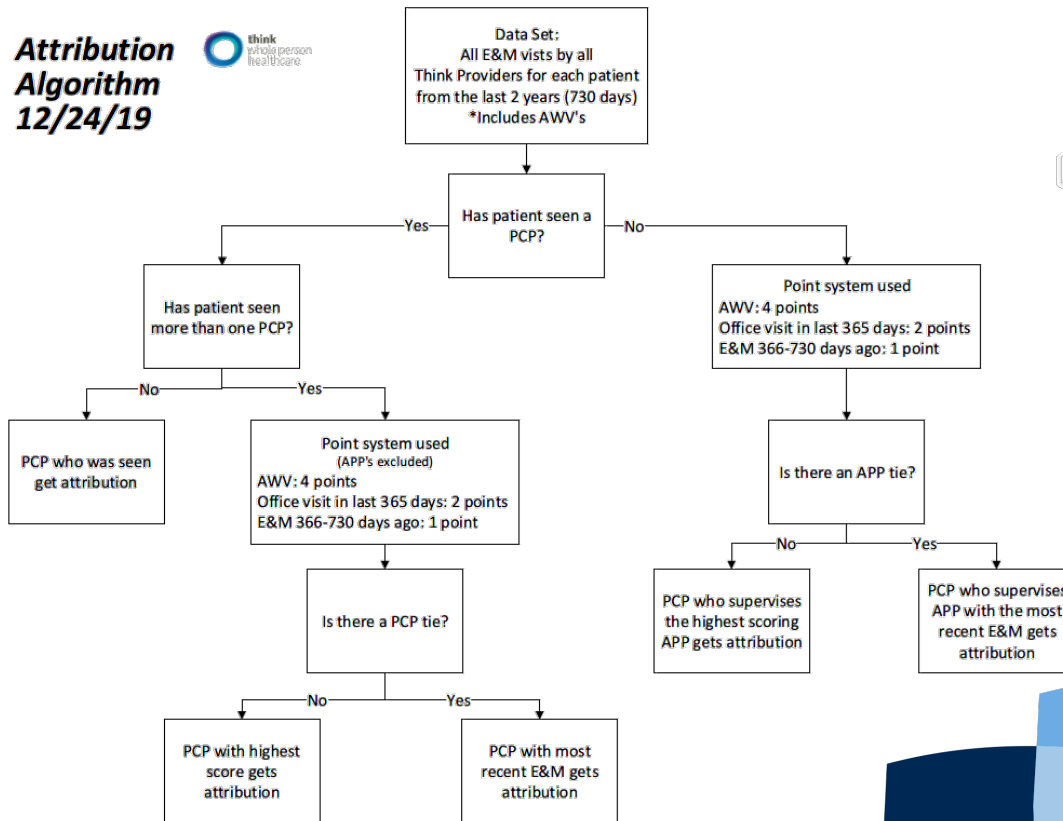 Attribution
Algorithm
12/24/19
think
whole person
healthcare
Data Set:
All E&M vists by all
Think Providers for each patient
from the last 2 years (730 days)
*Includes AWV's
Has patient seen a
PCP?
Yes
No
Has patient seen
more than one PCP?
Point system used
AWV: 4 points
Office visit in last 365 days: 2 points
E&M 366-730 days ago: 1 point
No
Yes
PCP who was seen
get attribution
Point system used
(APP's excluded)
AWV: 4 points
Office visit in last 365 days: 2 points
E&M 366-730 days ago: 1 point
Is there an APP tie?
No
Yes
PCP who supervises
the highest scoring
APP gets attribution
PCP who supervises
APP with the most
recent E&M gets
attribution
Is there a PCP tie?
No
Yes
PCP with highest
score gets
attribution
PCP with most
recent E&M gets
attribution